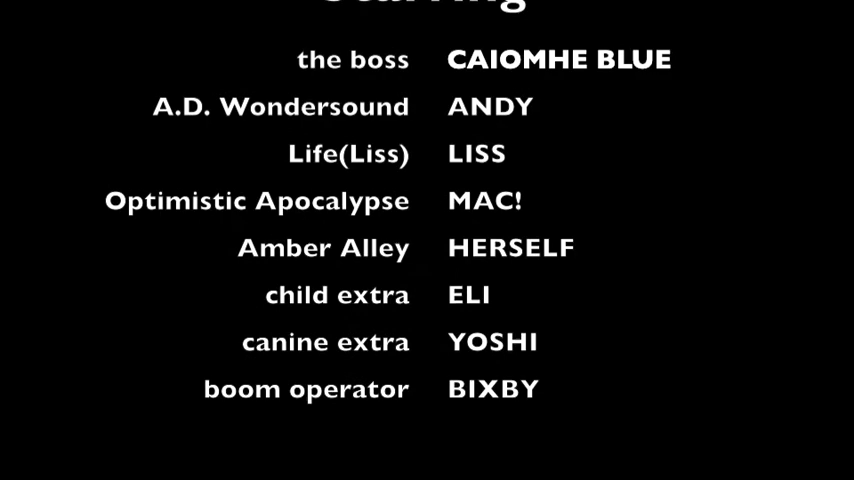 Starring
the boss CAIOMHE BLUE
A.D. Wondersound ANDY
Life(Liss) LISS
Optimistic Apocalypse MAC!
Amber Alley HERSELF
child extra ELI
canine extra YOSHI
boom operator BIXBY